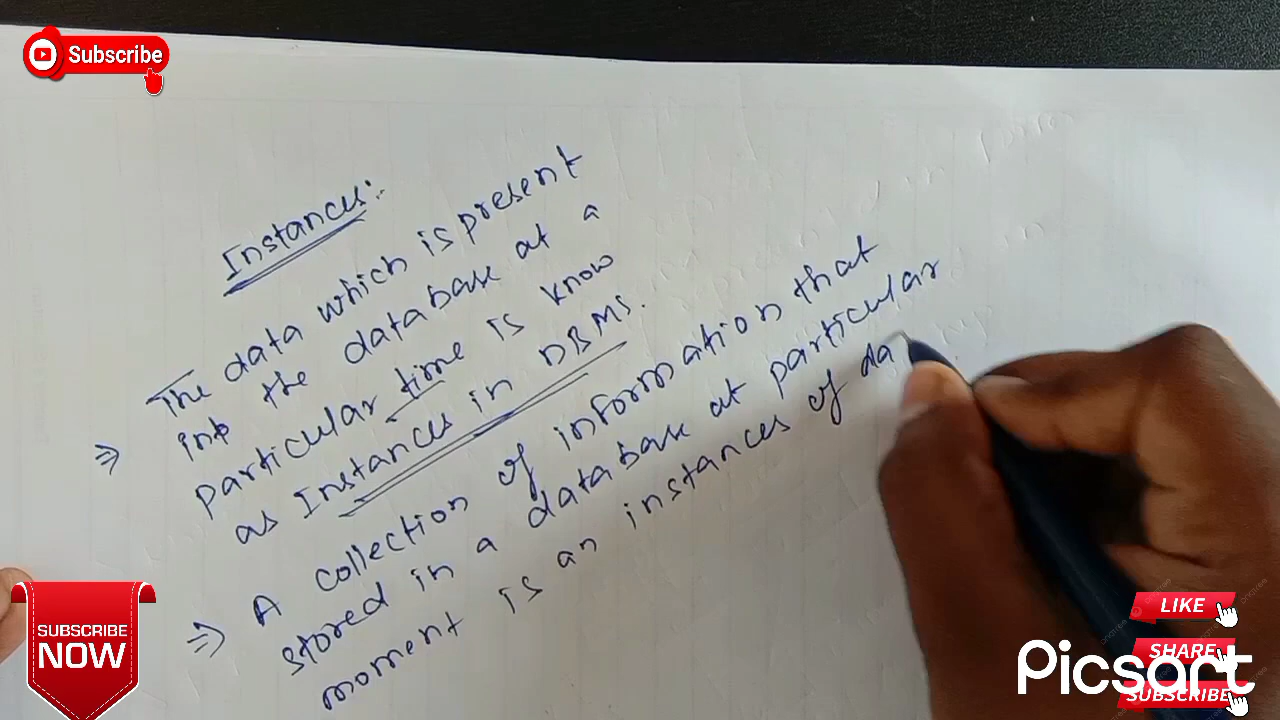 Subscribe
Instances:-
⇒ The data which is present
into the database at a
particular time is know
as Instances in DBMS.
⇒ A collection of information that
stored in a database at particular
moment is an instances of da
SUBSCRIBE
NOW
LIKE
SHARE
SUBSCRIBE
Picsart